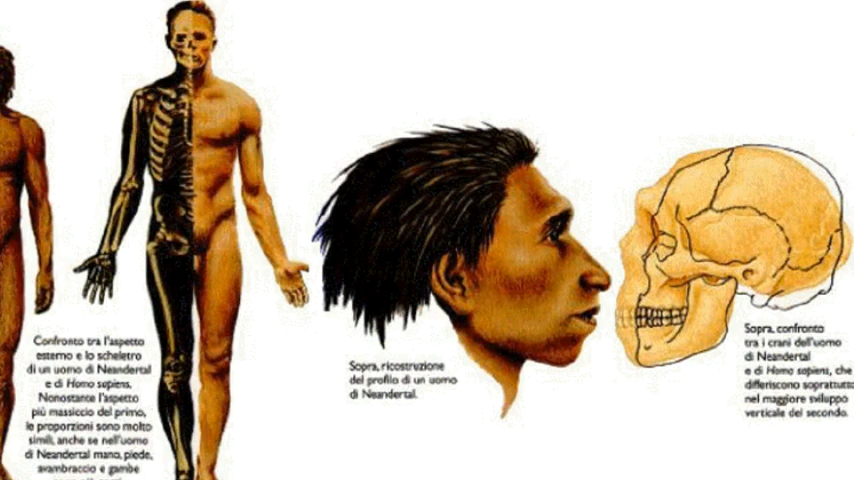 Confronto tra l'aspetto
esterno e lo scheletro
di un uomo di Neandertal
e di Homo sapiens.
Nonostante l'aspetto
più massiccio del primo,
le proporzioni sono molto
simili, anche se nell'uomo
di Neandertal mano, piede,
avambraccio e gambe
Sopra, ricostruzione
del profilo di un uomo
di Neandertal.
Sopra, confronto
tra i crani dell'uomo
di Neandertal
e di Homo sapiens, che
differiscono soprattutto
nel maggiore sviluppo
verticale del secondo.